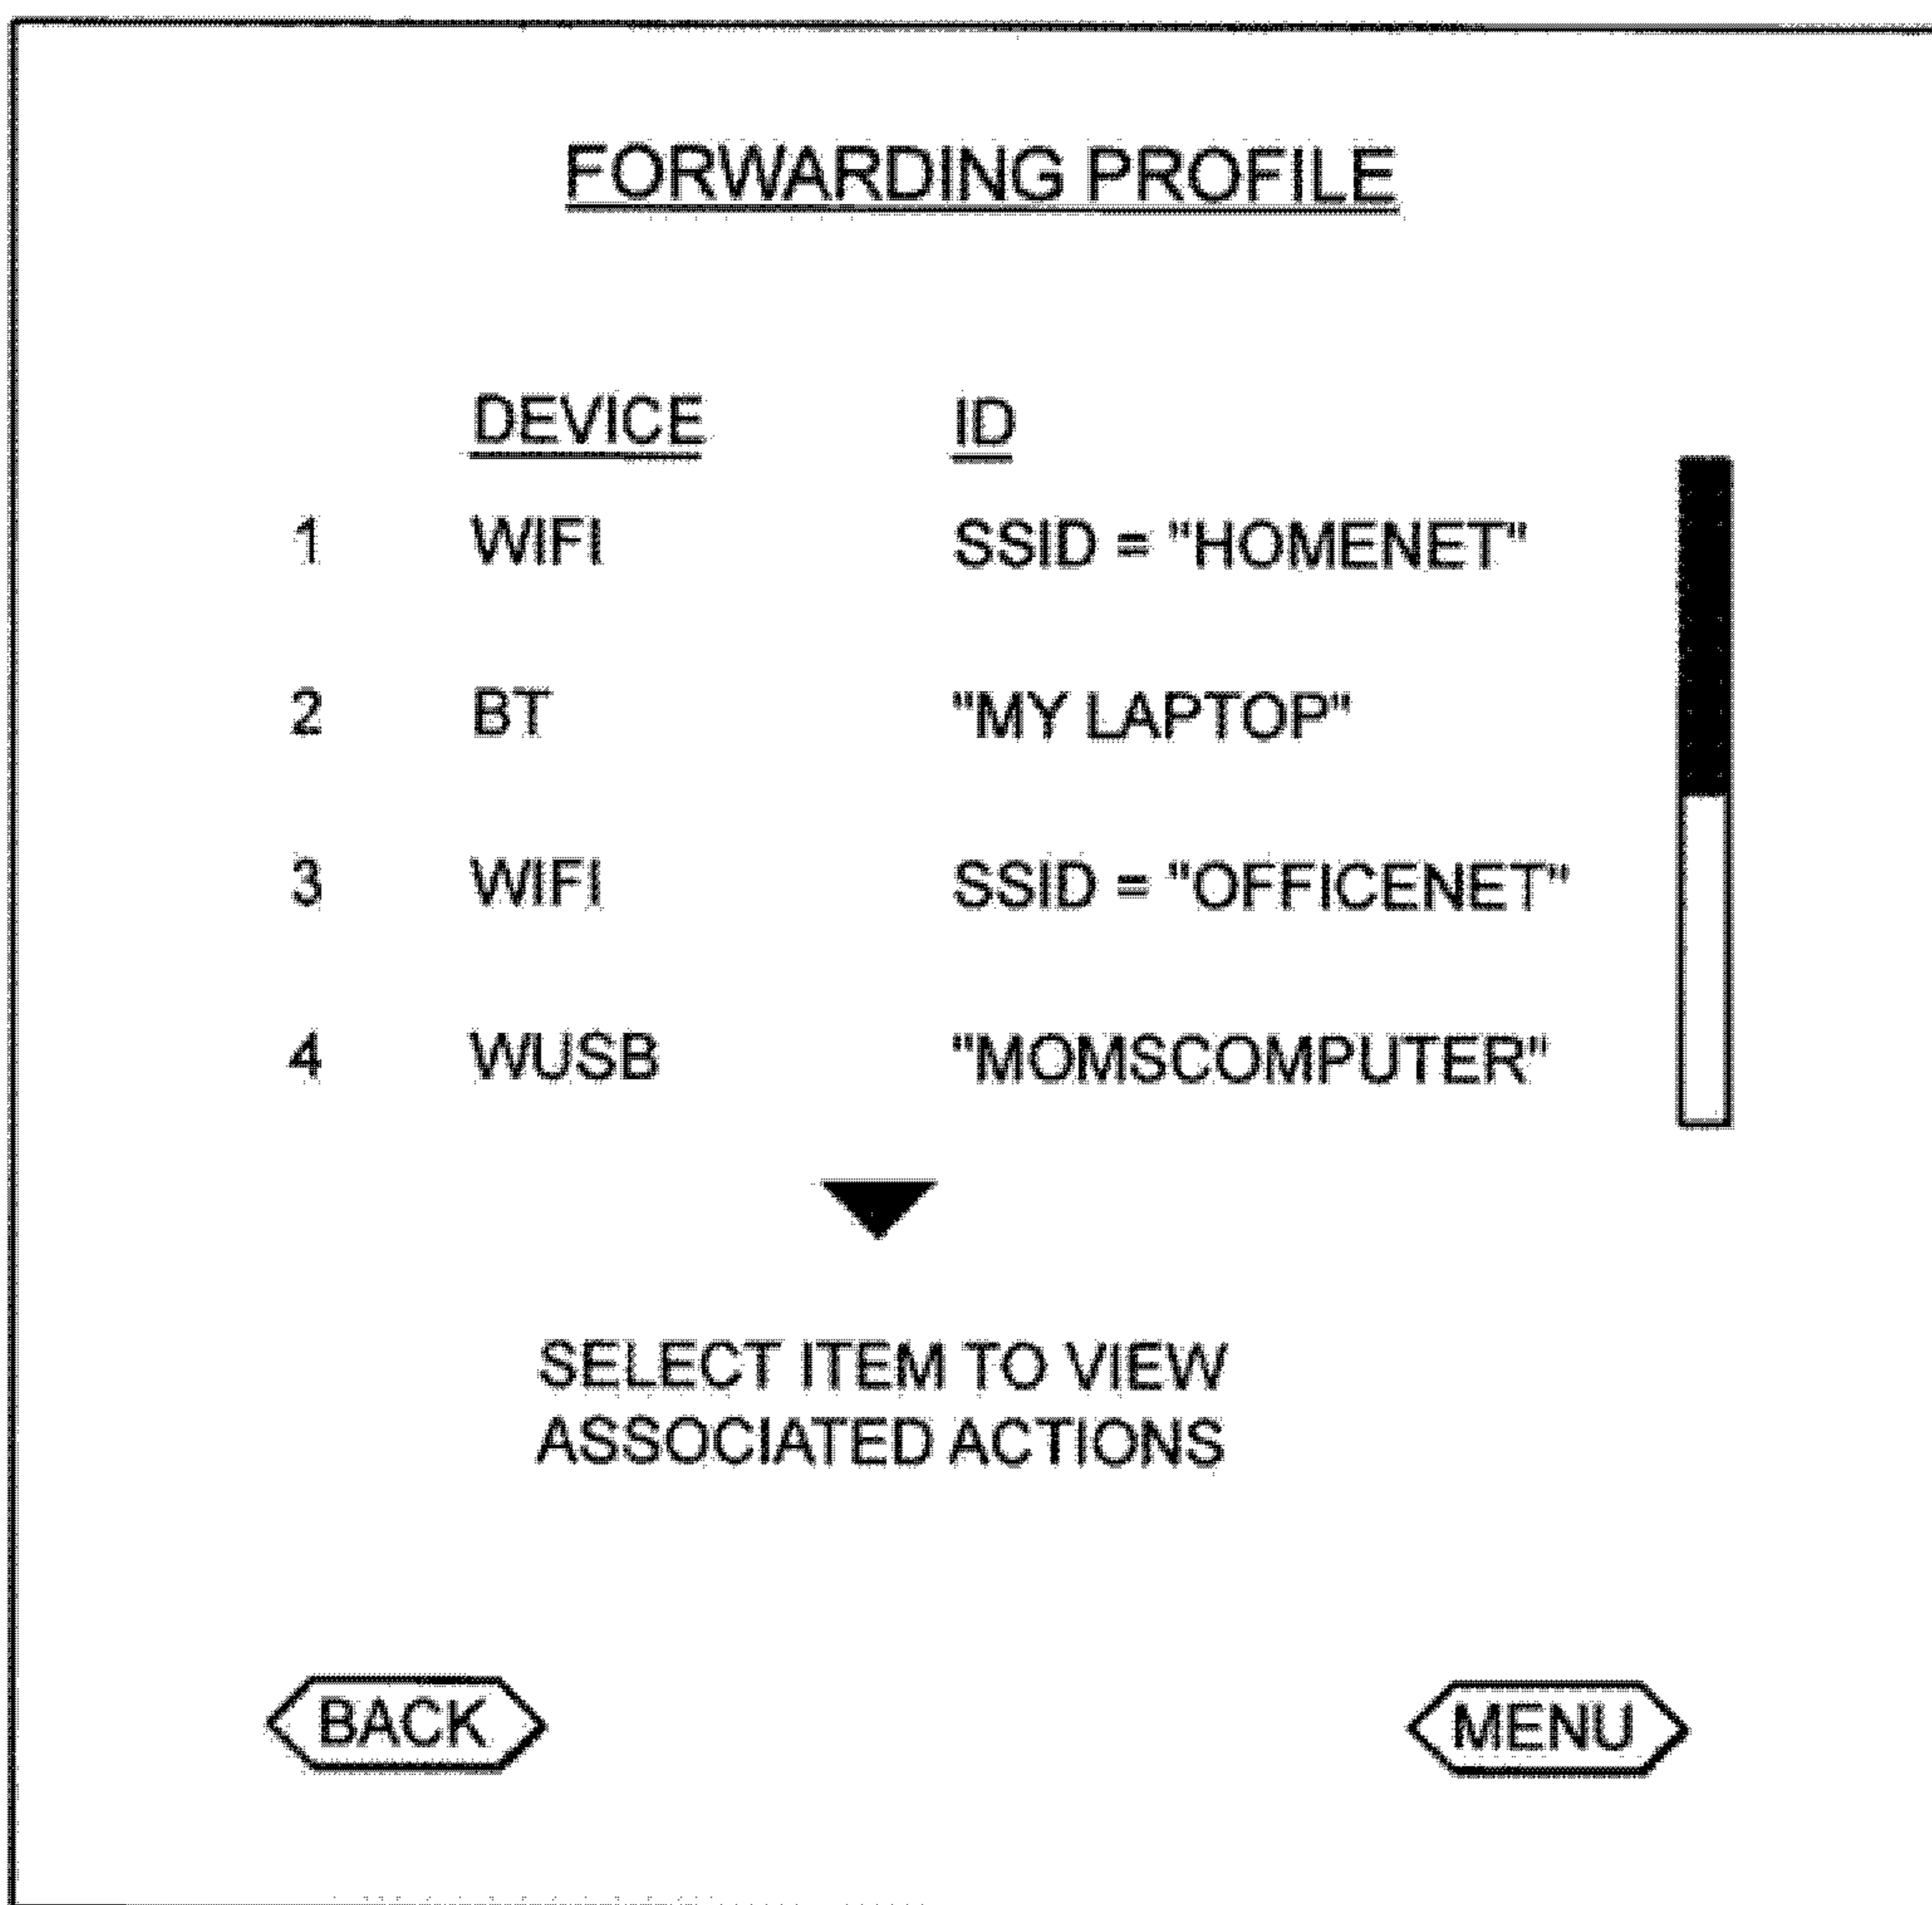 FORWARDING PROFILE
DEVICE ID
1 WIFI SSID = "HOMENET"
2 BT "MY LAPTOP"
3 WIFI SSID = "OFFICENET"
4 WUSB "MOMSCOMPUTER"
SELECT ITEM TO VIEW
ASSOCIATED ACTIONS
BACK MENU